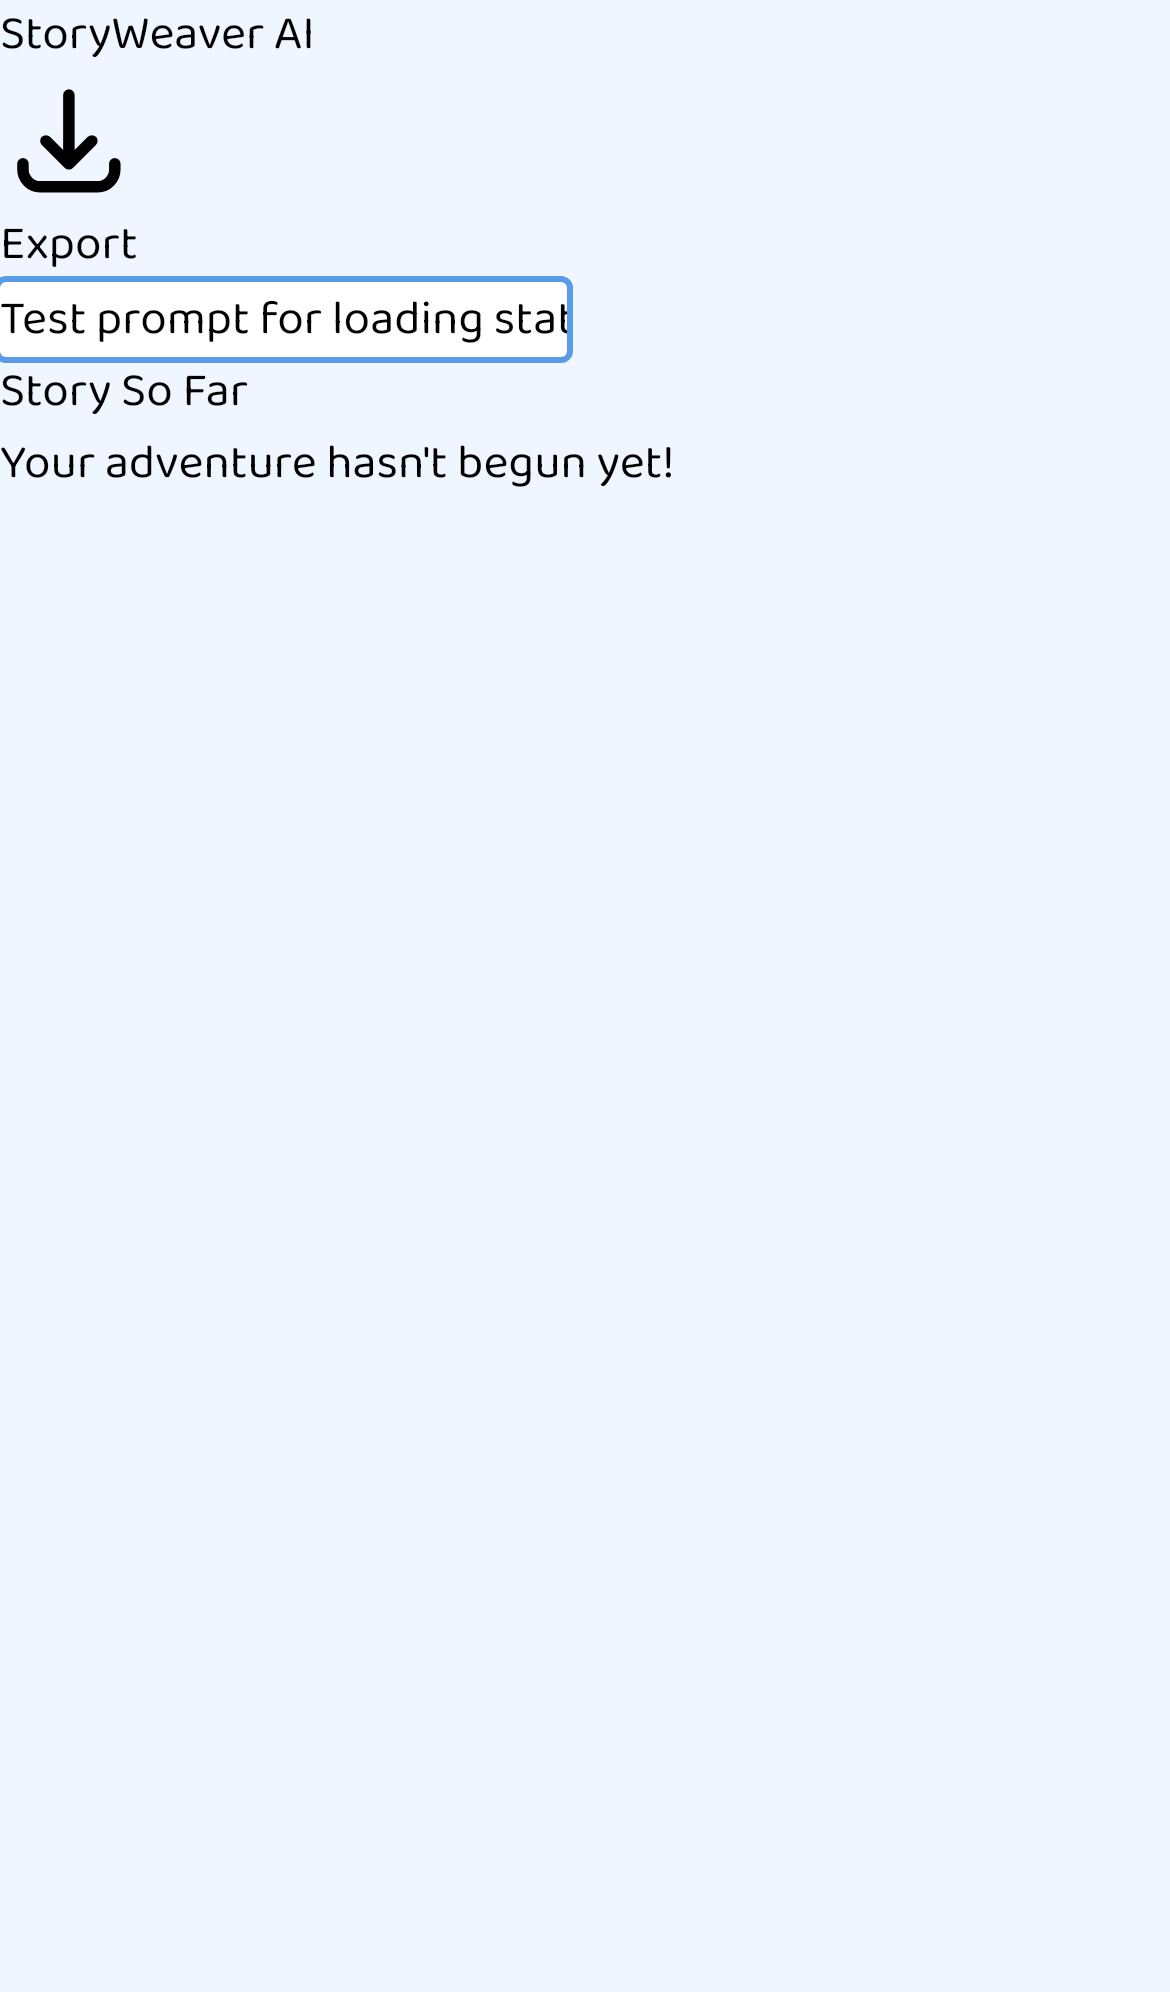 StoryWeaver AI
Export
Test prompt for loading stat
Story So Far
Your adventure hasn't begun yet!